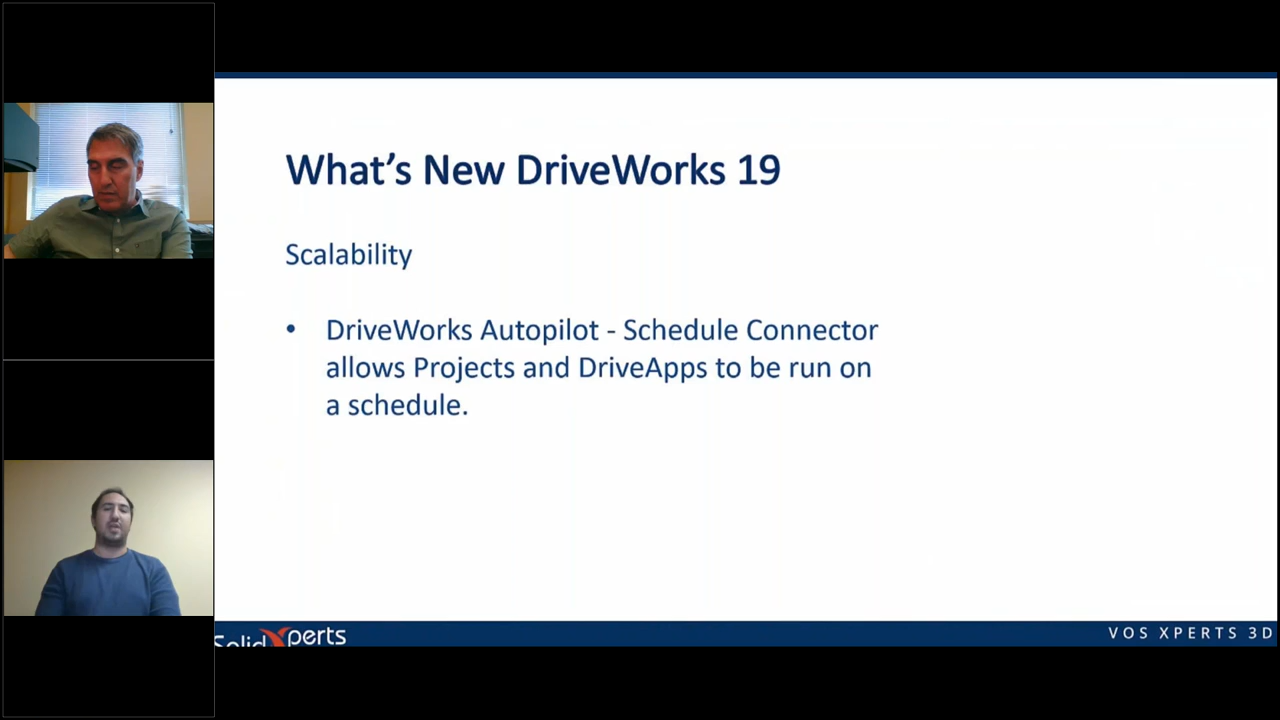 What's New DriveWorks 19
Scalability
• DriveWorks Autopilot - Schedule Connector
allows Projects and DriveApps to be run on
a schedule.
SolidXperts
VOS XPERTS 3D